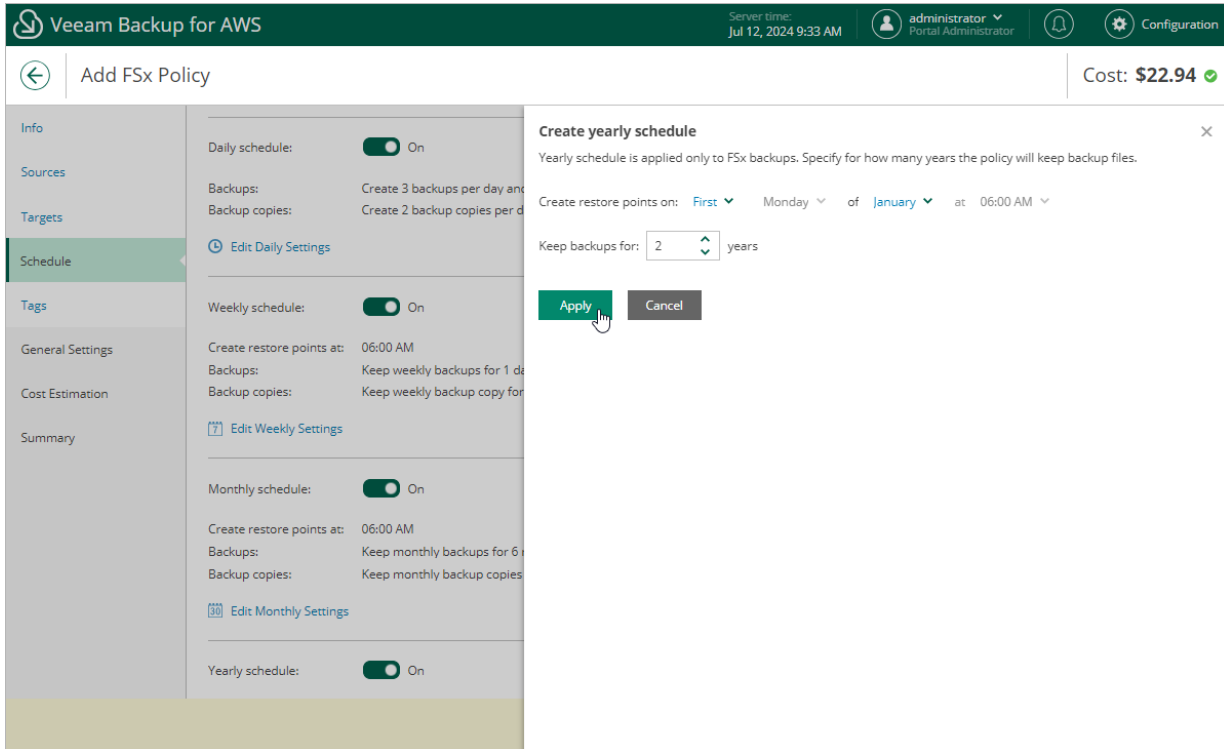 Veeam Backup for AWS
Server time:
Jul 12, 2024 9:33 AM
administrator
Portal Administrator
Configuration
Add FSx Policy
Cost: $22.94
Info
Sources
Targets
Schedule
Tags
General Settings
Cost Estimation
Summary
Daily schedule: On
Backups: Create 3 backups per day and
Backup copies: Create 2 backup copies per d
Edit Daily Settings
Weekly schedule: On
Create restore points at: 06:00 AM
Backups: Keep weekly backups for 1 da
Backup copies: Keep weekly backup copy for
7 Edit Weekly Settings
Monthly schedule: On
Create restore points at: 06:00 AM
Backups: Keep monthly backups for 6
Backup copies: Keep monthly backup copies
30 Edit Monthly Settings
Yearly schedule: On
Create yearly schedule
Yearly schedule is applied only to FSx backups. Specify for how many years the policy will keep backup files.
Create restore points on: First Monday of January at 06:00 AM
Keep backups for: 2 years
Apply Cancel